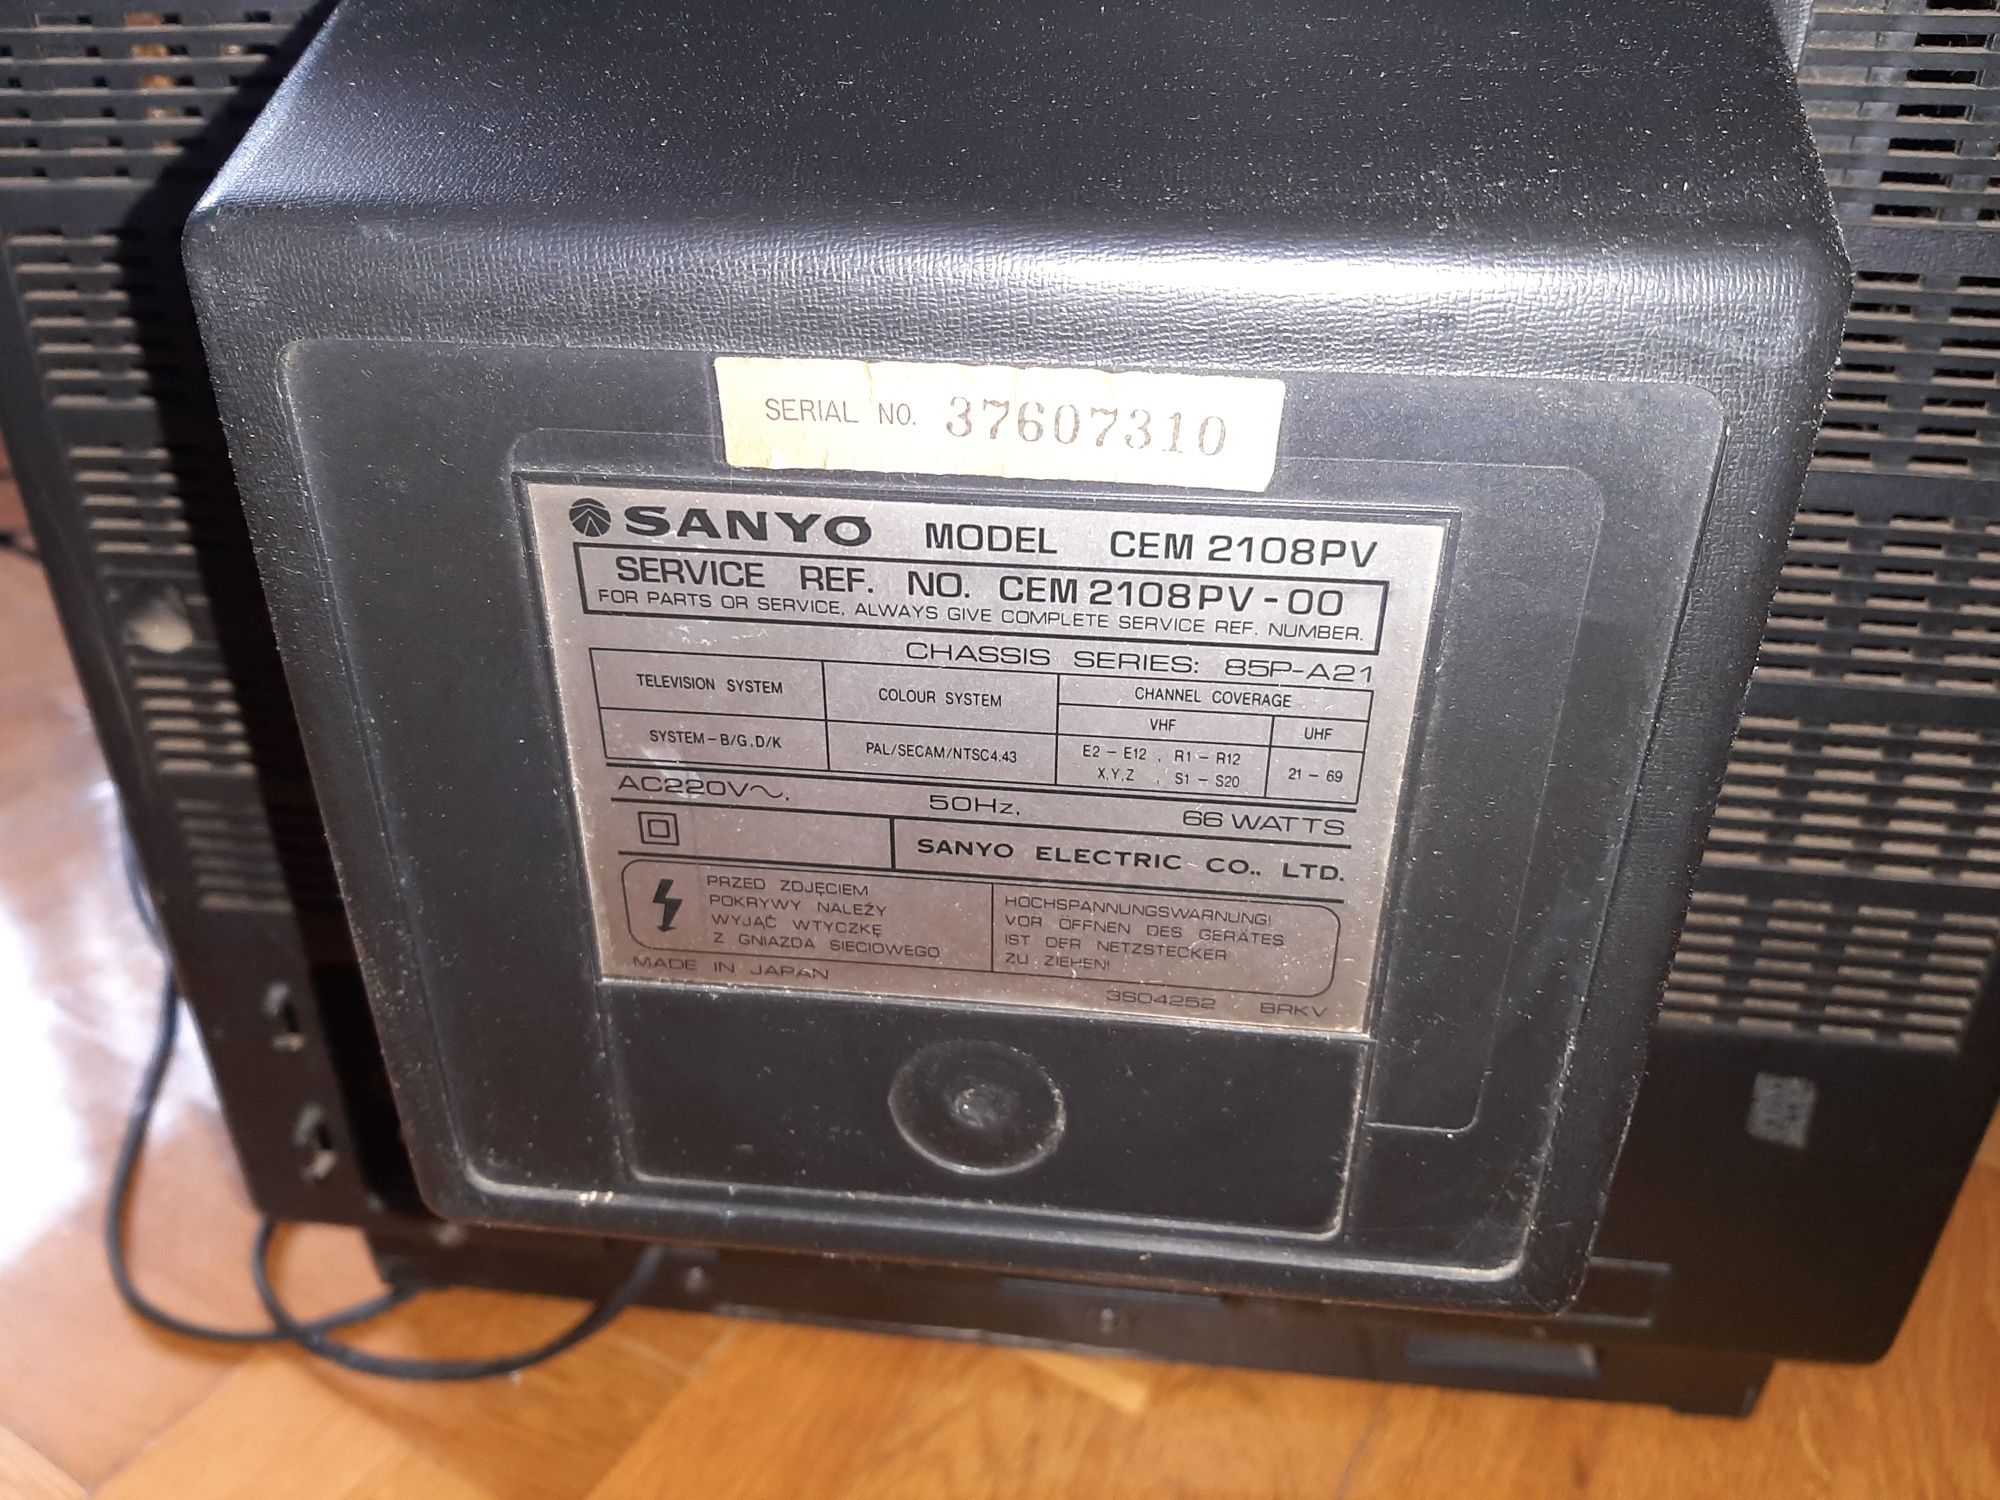 SERIAL NO. 37607310
SANYO MODEL CEM 2108PV
SERVICE REF. NO. CEM 2108PV-00
FOR PARTS OR SERVICE, ALWAYS GIVE COMPLETE SERVICE REF. NUMBER.
CHASSIS SERIES: 85P-A21
TELEVISION SYSTEM COLOUR SYSTEM CHANNEL COVERAGE
VHF UHF
SYSTEM-B/G.D/K PAL/SECAM/NTSC4.43 E2 - E12 , R1 - R12 21 - 69
X,Y,Z , S1 - S20
AC220V~, 50Hz, 66 WATTS
SANYO ELECTRIC CO., LTD.
PRZED ZDJĘCIEM
POKRYWY NALEŻY
WYJĄĆ WTYCZKĘ
Z GNIAZDA SIECIOWEGO
HOCHSPANNUNGSWARNUNG!
VOR ÖFFNEN DES GERÄTES
IST DER NETZSTECKER
ZU ZIEHEN!
MADE IN JAPAN
3S04252 BRKV